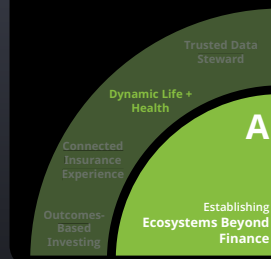 Trusted Data
Steward
Dynamic Life +
Health
Connected
Insurance
Experience
Outcomes-
Based
Investing
A
Establishing
Ecosystems Beyond
Finance